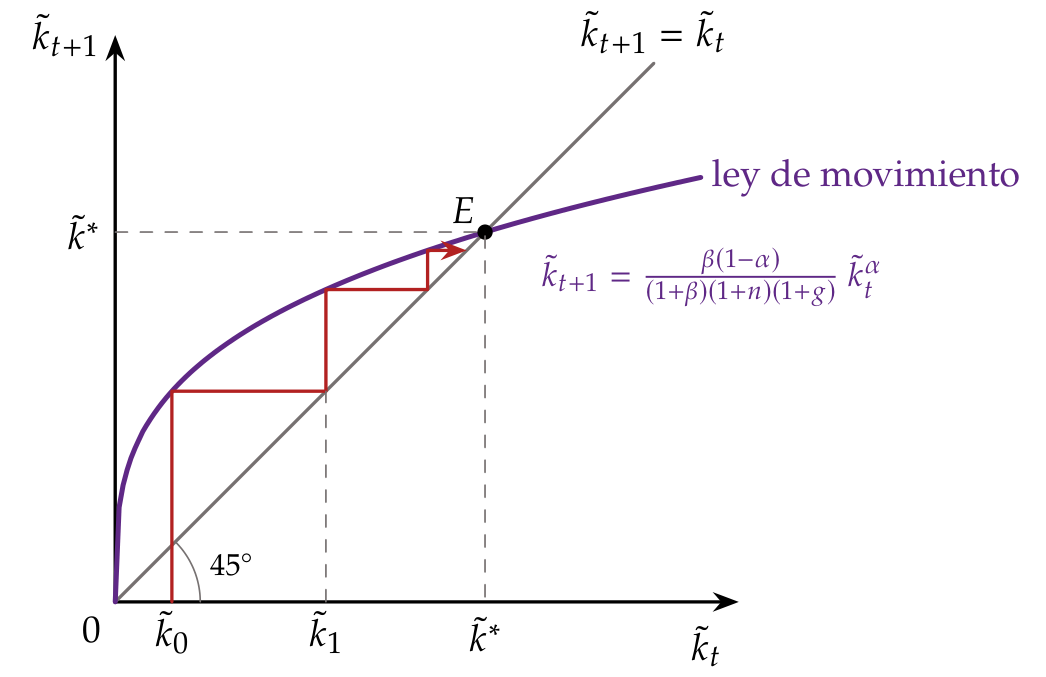 k̃ₜ₊₁
k̃ₜ₊₁ = k̃ₜ
ley de movimiento
E
k̃*
k̃ₜ₊₁ = β(1−α) / (1+β)(1+n)(1+g) k̃ₜ^α
45°
0
k̃₀
k̃₁
k̃*
k̃ₜ